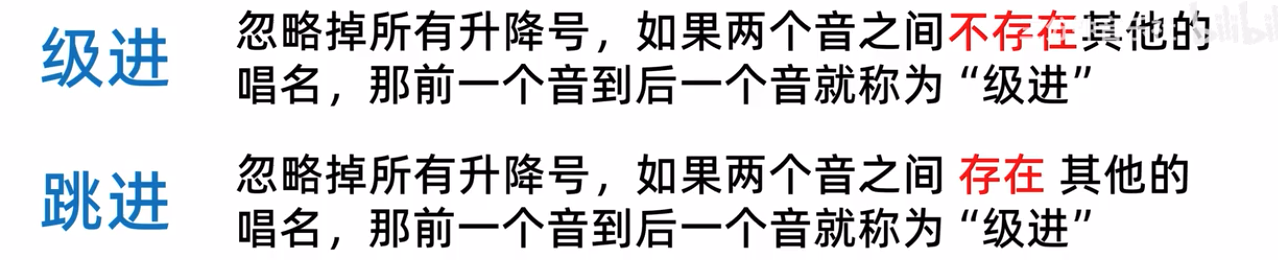 级进
忽略掉所有升降号，如果两个音之间不存在其他的
唱名，那前一个音到后一个音就称为“级进”
跳进
忽略掉所有升降号，如果两个音之间 存在 其他的
唱名，那前一个音到后一个音就称为“级进”